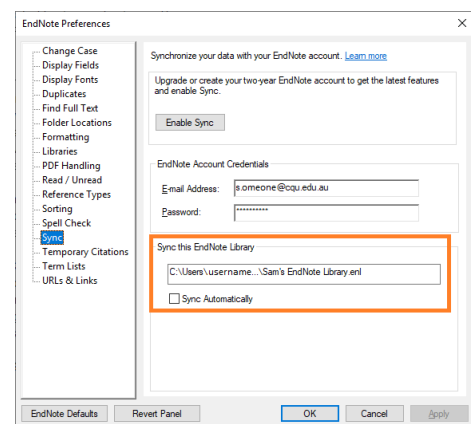 EndNote Preferences
Change Case
Display Fields
Display Fonts
Duplicates
Find Full Text
Folder Locations
Formatting
Libraries
PDF Handling
Read / Unread
Reference Types
Sorting
Spell Check
Sync
Temporary Citations
Term Lists
URLs & Links
Synchronize your data with your EndNote account. Learn more
Upgrade or create your two-year EndNote account to get the latest features
and enable Sync.
Enable Sync
EndNote Account Credentials
E-mail Address: s.omeone@cqu.edu.au
Password: **********
Sync this EndNote Library
C:\Users\username...\Sam's EndNote Library.enl
Sync Automatically
EndNote Defaults Revert Panel OK Cancel Apply